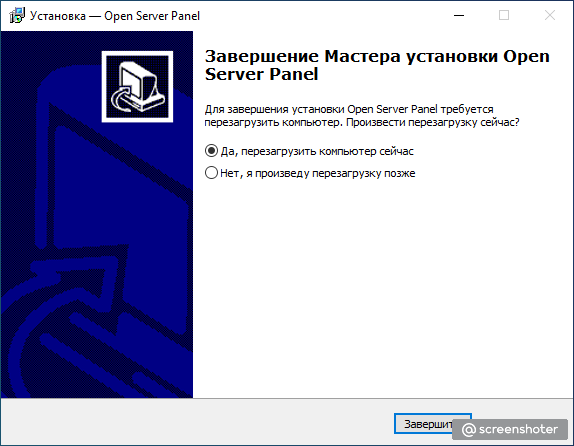 Установка — Open Server Panel
Завершение Мастера установки Open
Server Panel
Для завершения установки Open Server Panel требуется
перезагрузить компьютер. Произвести перезагрузку сейчас?
Да, перезагрузить компьютер сейчас
Нет, я произведу перезагрузку позже
Завершить
@screenshoter